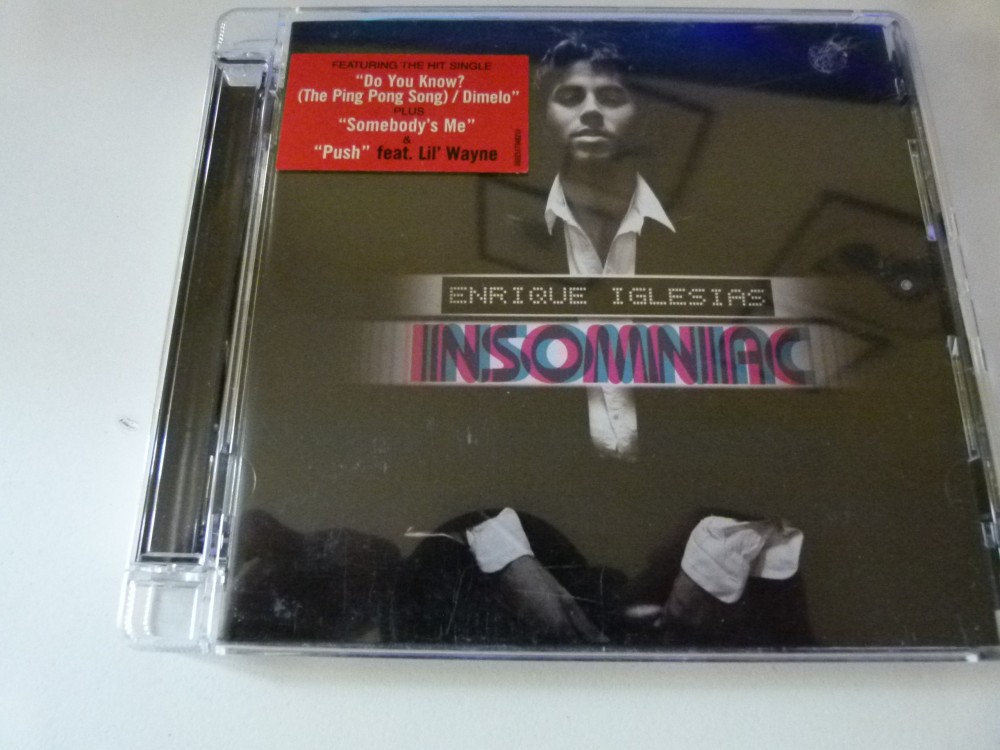 FEATURING THE HIT SINGLE
"Do You Know?
(The Ping Pong Song) / Dimelo"
PLUS
"Somebody's Me"
&
"Push" feat. Lil' Wayne
ENRIQUE IGLESIAS
INSOMNIAC